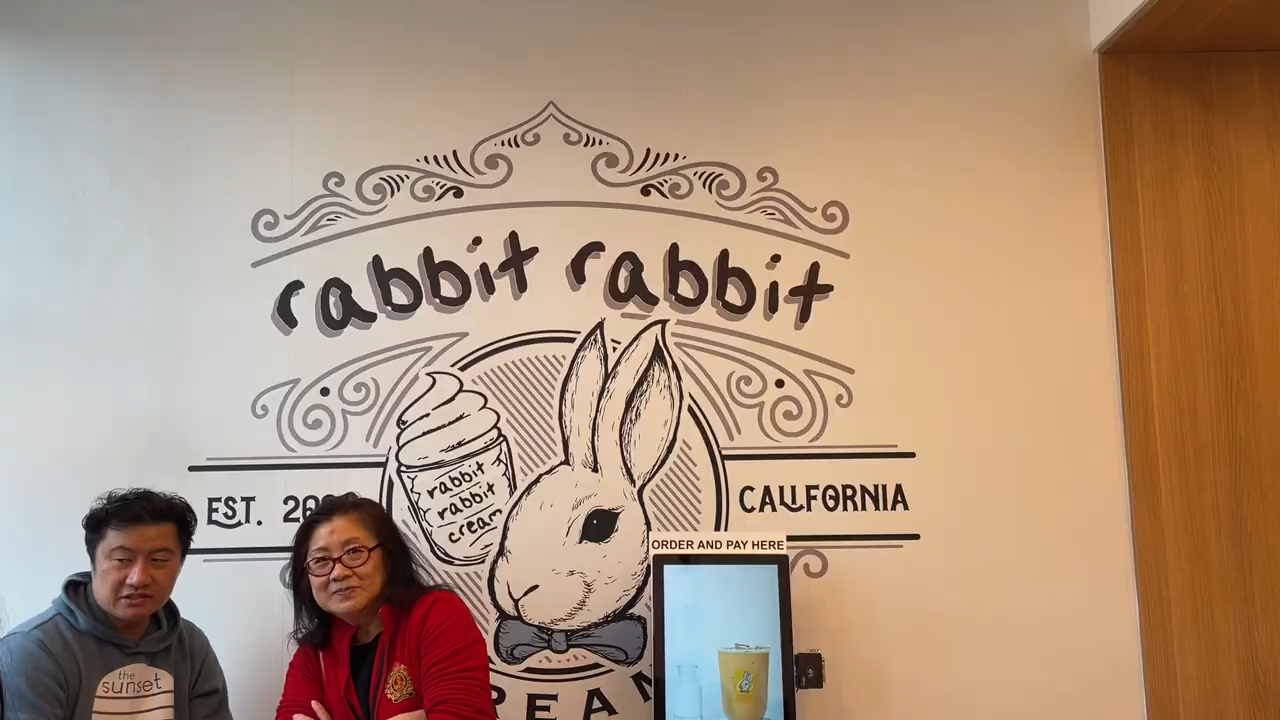 rabbit rabbit
rabbit
rabbit
cream
EST.
CALIFORNIA
ORDER AND PAY HERE
the
sunset